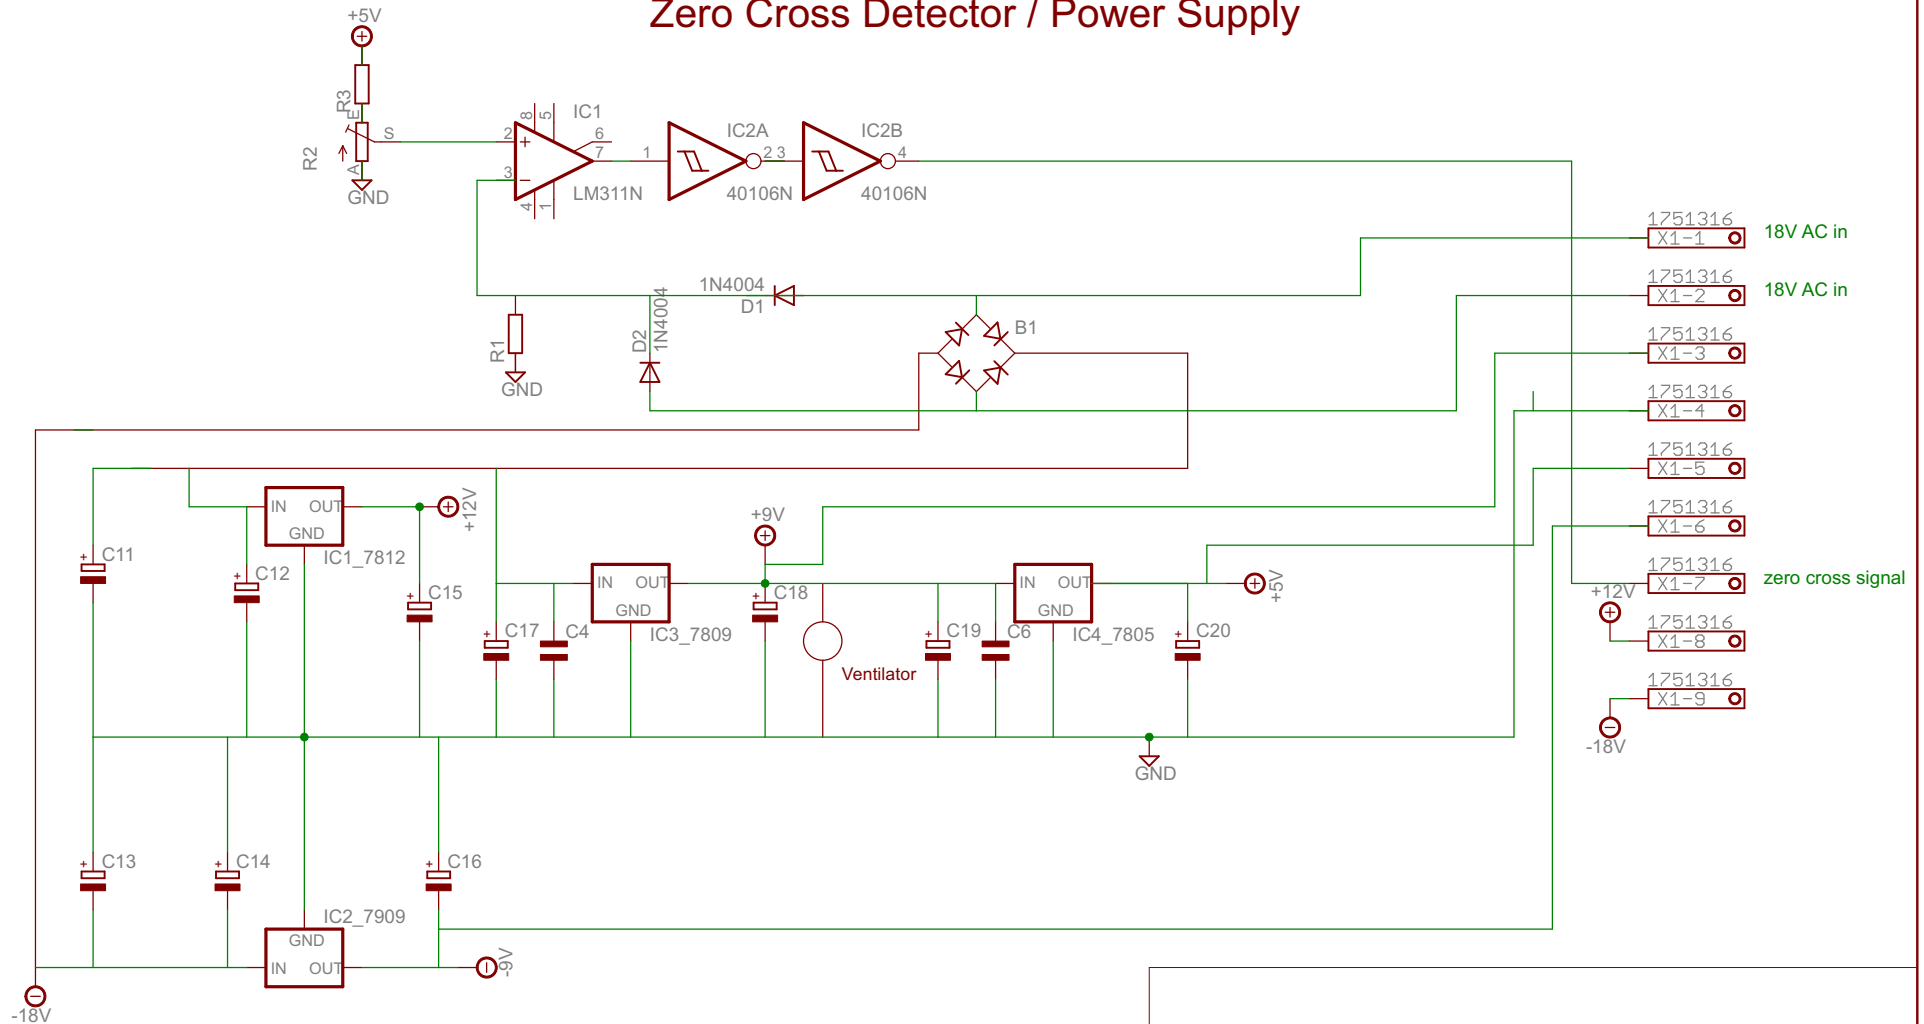 Zero Cross Detector / Power Supply
+5V
R3
E
R2
S
A
GND
IC1
8
5
2
6
7
3
4
1
LM311N
1
IC2A
2
3
40106N
IC2B
4
40106N
1751316
X1-1
18V AC in
1751316
X1-2
18V AC in
1751316
X1-3
1751316
X1-4
1751316
X1-5
1751316
X1-6
1751316
X1-7
zero cross signal
+12V
1751316
X1-8
1751316
X1-9
-18V
1N4004
D1
D2
1N4004
B1
R1
GND
IN
OUT
GND
IC1_7812
+12V
C11
C12
C15
+9V
C17
C4
IN
OUT
GND
IC3_7809
C18
Ventilator
C19
C6
IN
OUT
GND
IC4_7805
+5V
C20
GND
C13
C14
C16
IC2_7909
GND
IN
OUT
-9V
-18V